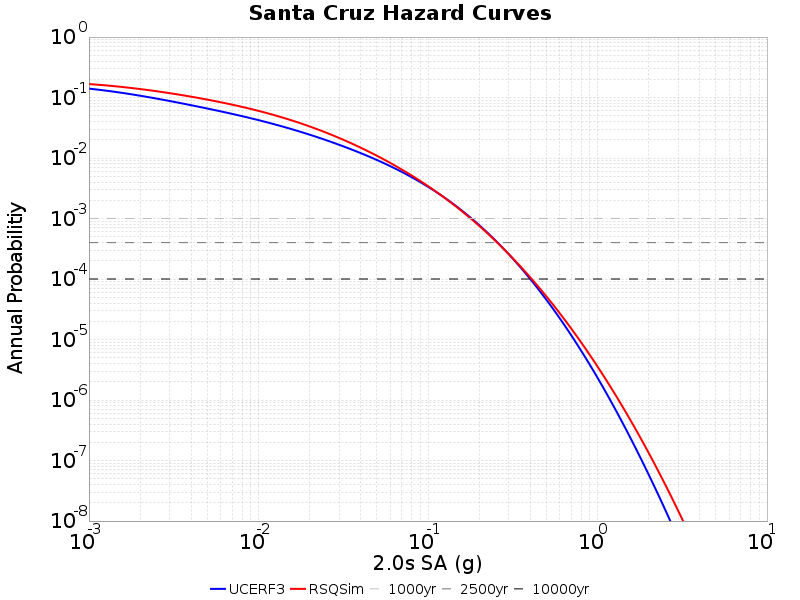 Santa Cruz Hazard Curves
Annual Probabilitiy
10^0
10^-1
10^-2
10^-3
10^-4
10^-5
10^-6
10^-7
10^-8
10^-3 10^-2 10^-1 10^0 10^1
2.0s SA (g)
UCERF3 RSQSim 1000yr 2500yr 10000yr